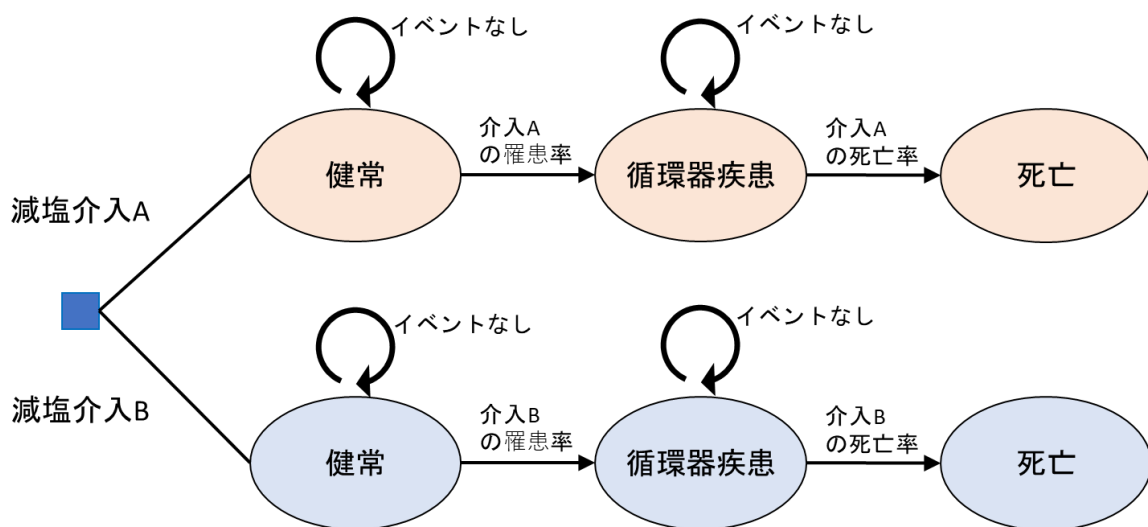 イベントなし
イベントなし
減塩介入A
健常
介入A
の罹患率
循環器疾患
介入A
の死亡率
死亡
減塩介入B
イベントなし
イベントなし
健常
介入B
の罹患率
循環器疾患
介入B
の死亡率
死亡